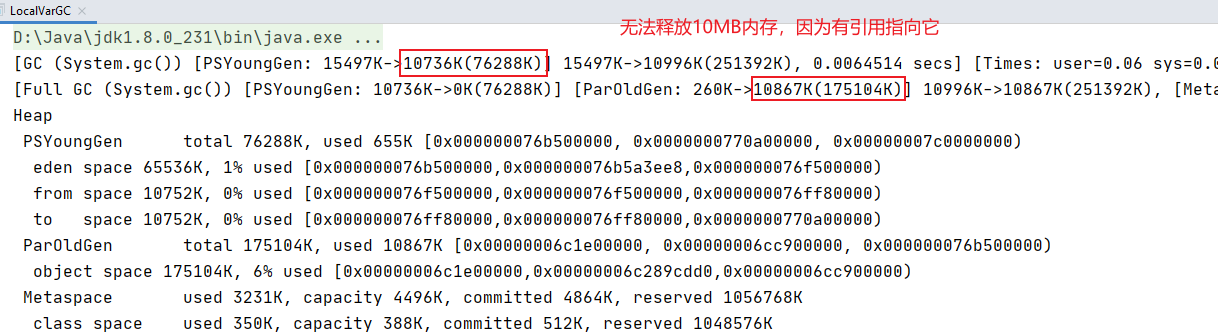 LocalVarGC
无法释放10MB内存，因为有引用指向它
D:\Java\jdk1.8.0_231\bin\java.exe ...
[GC (System.gc()) [PSYoungGen: 15497K->10736K(76288K)] 15497K->10996K(251392K), 0.0064514 secs] [Times: user=0.06 sys=0.0
[Full GC (System.gc()) [PSYoungGen: 10736K->0K(76288K)] [ParOldGen: 260K->10867K(175104K)] 10996K->10867K(251392K), [Meta
Heap
PSYoungGen      total 76288K, used 655K [0x000000076b500000, 0x0000000770a00000, 0x00000007c0000000)
eden space 65536K, 1% used [0x000000076b500000,0x000000076b5a3ee8,0x000000076f500000)
from space 10752K, 0% used [0x000000076f500000,0x000000076f500000,0x000000076ff80000)
to   space 10752K, 0% used [0x000000076ff80000,0x000000076ff80000,0x0000000770a00000)
ParOldGen       total 175104K, used 10867K [0x00000006c1e00000, 0x00000006cc900000, 0x000000076b500000)
object space 175104K, 6% used [0x00000006c1e00000,0x00000006c289cdd0,0x00000006cc900000)
Metaspace       used 3231K, capacity 4496K, committed 4864K, reserved 1056768K
class space    used 350K, capacity 388K, committed 512K, reserved 1048576K